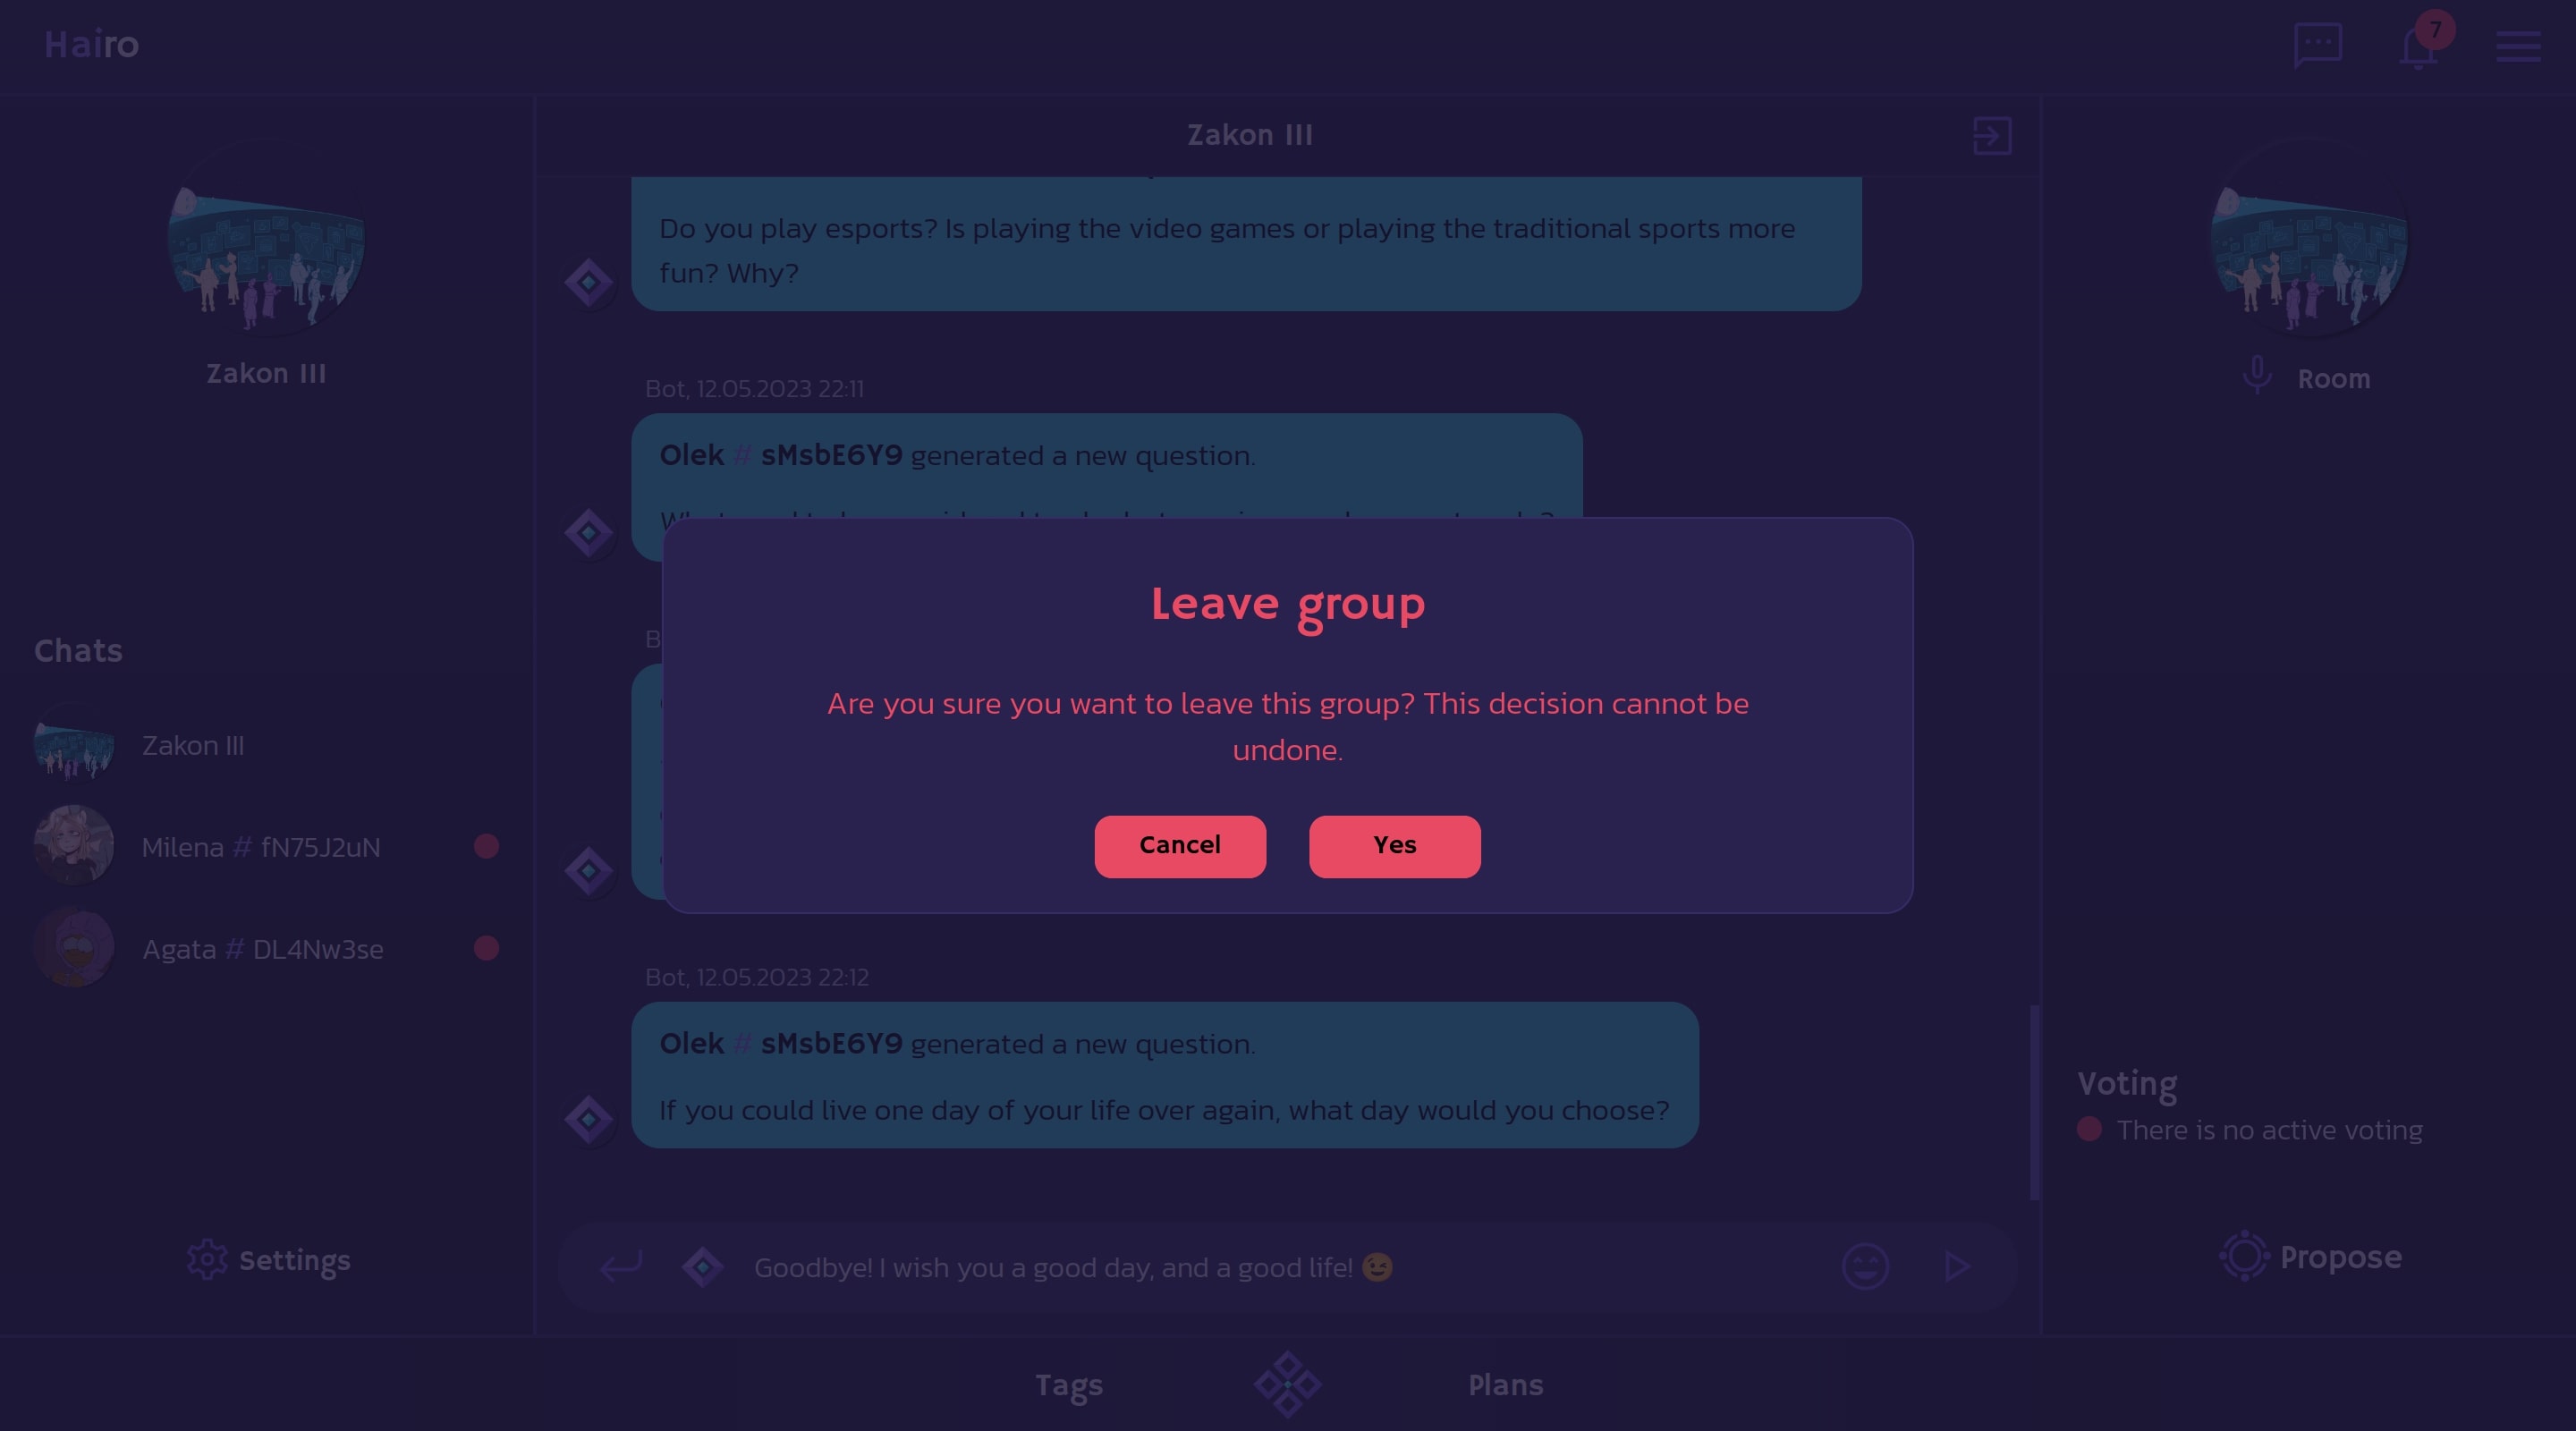 Hairo
7
Zakon III
Zakon III
Room
Do you play esports? Is playing the video games or playing the traditional sports more
fun? Why?
Bot, 12.05.2023 22:11
Olek # sMsbE6Y9 generated a new question.
Leave group
Are you sure you want to leave this group? This decision cannot be
undone.
Cancel
Yes
Chats
Zakon III
Milena # fN75J2uN
Agata # DL4Nw3se
Bot, 12.05.2023 22:12
Olek # sMsbE6Y9 generated a new question.
If you could live one day of your life over again, what day would you choose?
Voting
There is no active voting
Settings
Goodbye! I wish you a good day, and a good life! 😉
Propose
Tags
Plans